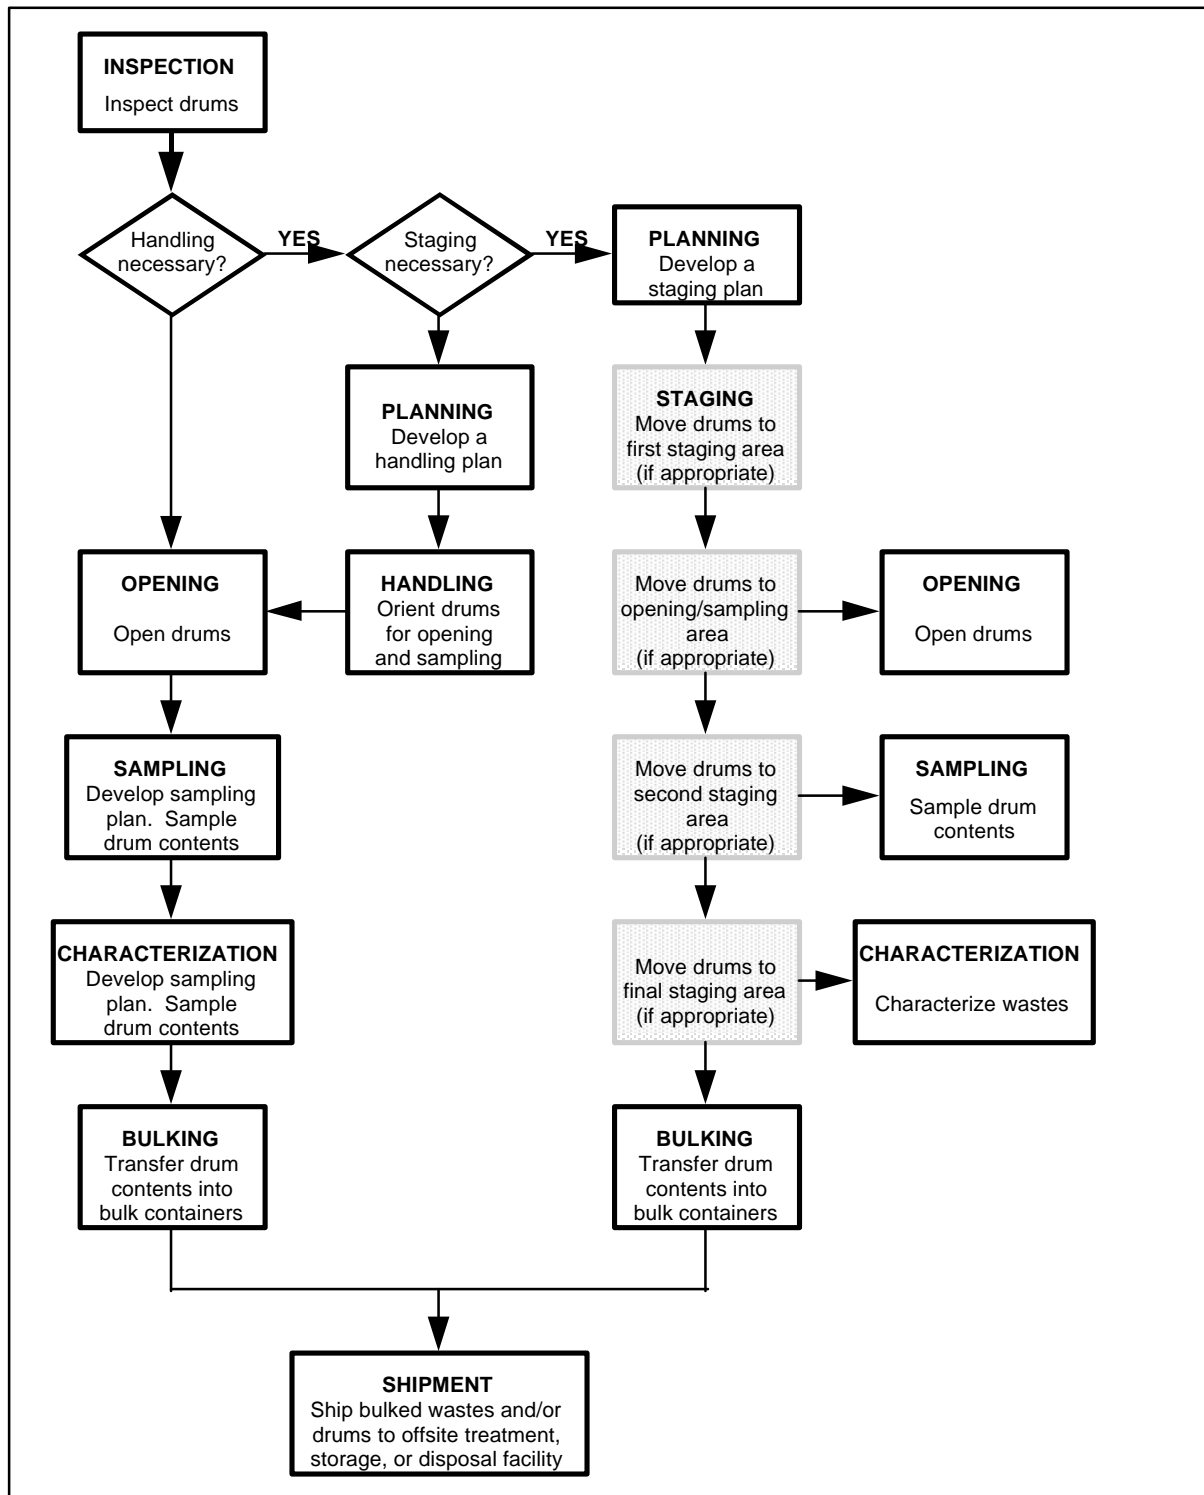 INSPECTION
Inspect drums
Handling
necessary?
YES
Staging
necessary?
YES
PLANNING
Develop a
staging plan
PLANNING
Develop a
handling plan
STAGING
Move drums to
first staging area
(if appropriate)
OPENING
Open drums
HANDLING
Orient drums
for opening
and sampling
Move drums to
opening/sampling
area
(if appropriate)
OPENING
Open drums
SAMPLING
Develop sampling
plan.  Sample
drum contents
Move drums to
second staging
area
(if appropriate)
SAMPLING
Sample drum
contents
CHARACTERIZATION
Develop sampling
plan.  Sample
drum contents
Move drums to
final staging area
(if appropriate)
CHARACTERIZATION
Characterize wastes
BULKING
Transfer drum
contents into
bulk containers
BULKING
Transfer drum
contents into
bulk containers
SHIPMENT
Ship bulked wastes and/or
drums to offsite treatment,
storage, or disposal facility